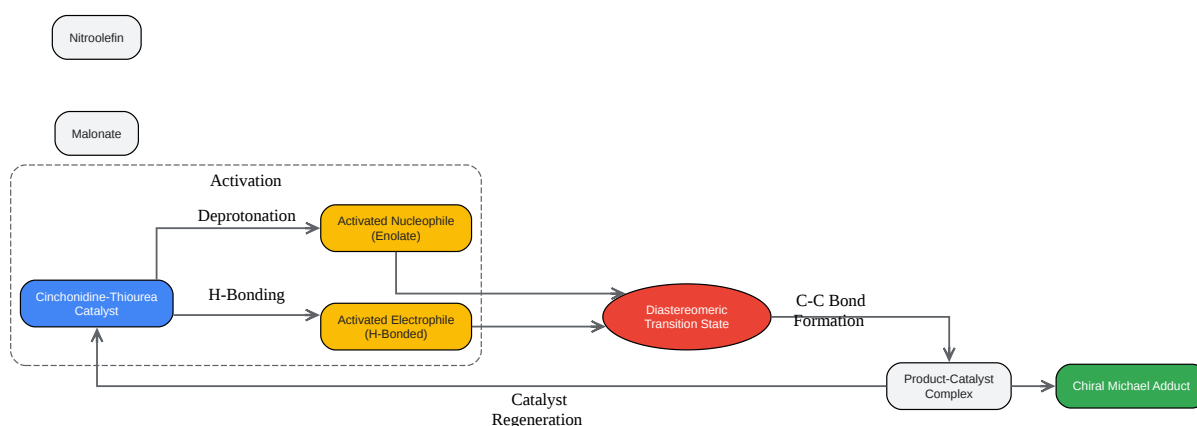 Nitroolefin
Malonate
Activation
Deprotonation
Activated Nucleophile
(Enolate)
Cinchonidine-Thiourea
Catalyst
H-Bonding
Activated Electrophile
(H-Bonded)
Diastereomeric
Transition State
C-C Bond
Formation
Product-Catalyst
Complex
Chiral Michael Adduct
Catalyst
Regeneration